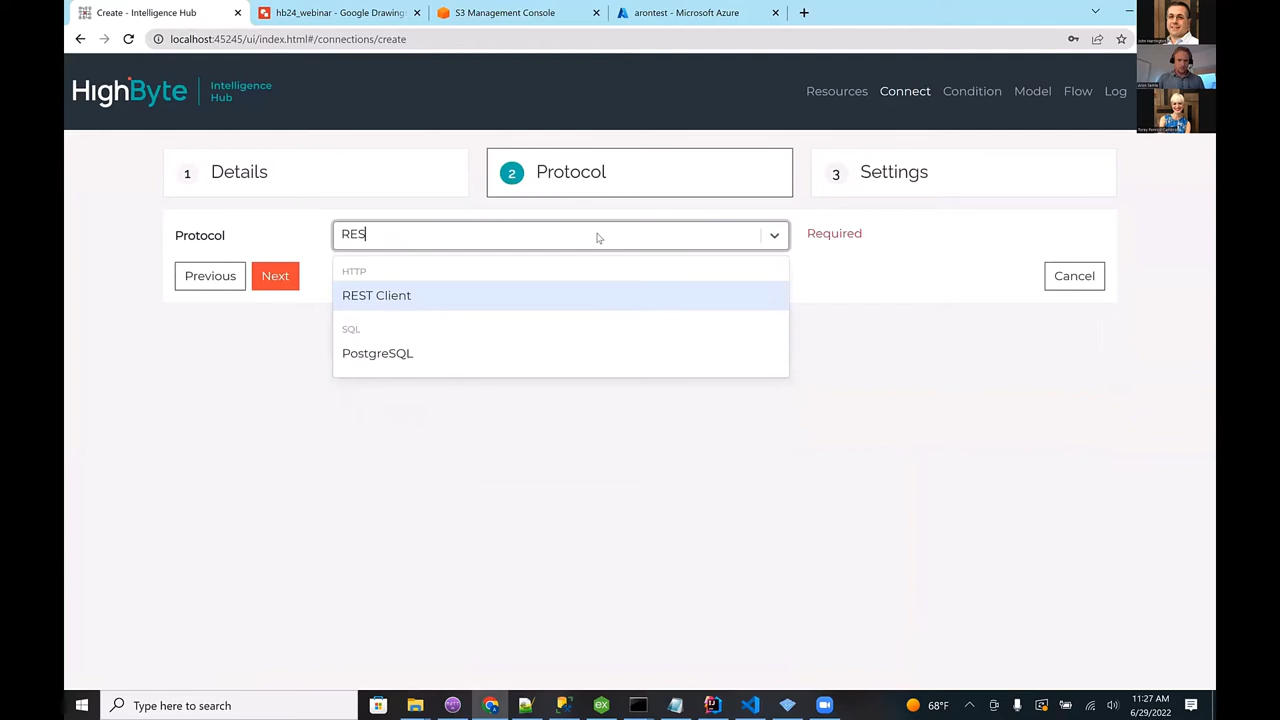 Create - Intelligence Hub
hb24_webinar - Google Drawing
S3 Management Console
arontest - Microsoft Azure
localhost:45245/ui/index.html#/connections/create
HighByte
Intelligence
Hub
Resources
Connect
Condition
Model
Flow
Log
1
Details
2
Protocol
3
Settings
Protocol
RES
Required
HTTP
REST Client
SQL
PostgreSQL
Previous
Next
Cancel
Type here to search
68°F
11:27 AM
6/29/2022